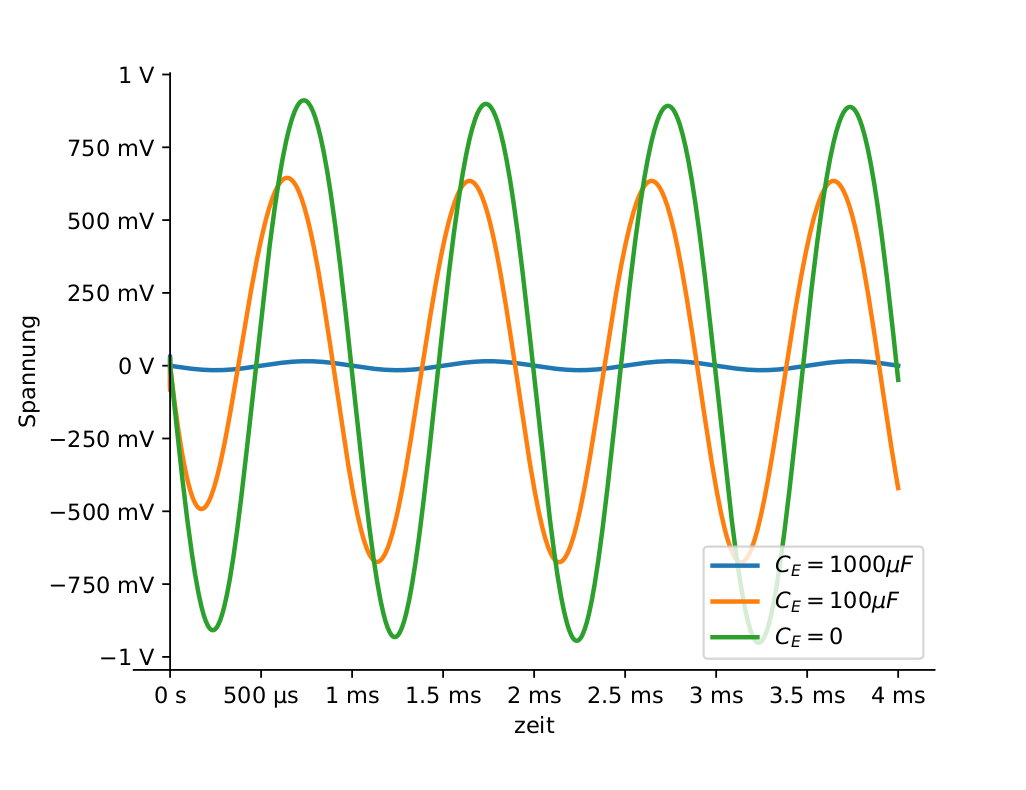 1 V
750 mV
500 mV
250 mV
0 V
−250 mV
−500 mV
−750 mV
−1 V
Spannung
0 s 500 µs 1 ms 1.5 ms 2 ms 2.5 ms 3 ms 3.5 ms 4 ms
zeit
C_E = 1000μF
C_E = 100μF
C_E = 0